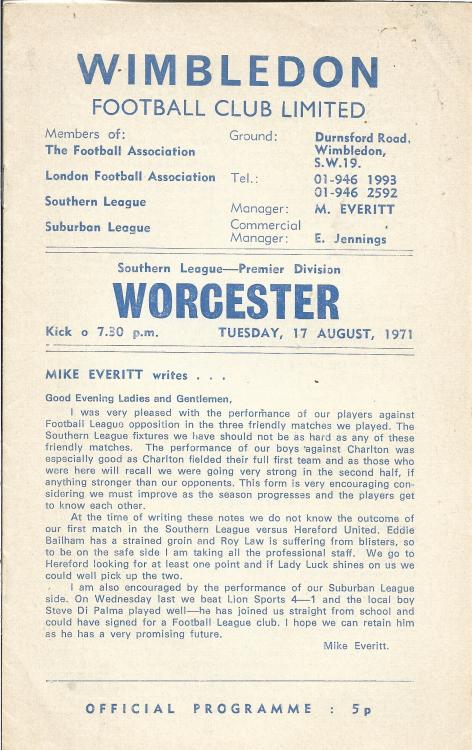 WIMBLEDON
FOOTBALL CLUB LIMITED
Members of:
The Football Association
London Football Association
Southern League
Suburban League
Ground: Durnsford Road,
Wimbledon,
S.W.19.
Tel.: 01-946 1993
01-946 2592
Manager: M. EVERITT
Commercial
Manager: E. Jennings
Southern League—Premier Division
WORCESTER
Kick o 7.30 p.m. TUESDAY, 17 AUGUST, 1971
MIKE EVERITT writes . . .
Good Evening Ladies and Gentlemen,
I was very pleased with the performance of our players against
Football League opposition in the three friendly matches we played. The
Southern League fixtures we have should not be as hard as any of these
friendly matches. The performance of our boys against Charlton was
especially good as Charlton fielded their full first team and as those who
were here will recall we were going very strong in the second half, if
anything stronger than our opponents. This form is very encouraging con-
sidering we must improve as the season progresses and the players get
to know each other.
At the time of writing these notes we do not know the outcome of
our first match in the Southern League versus Hereford United. Eddie
Bailham has a strained groin and Roy Law is suffering from blisters, so
to be on the safe side I am taking all the professional staff. We go to
Hereford looking for at least one point and if Lady Luck shines on us we
could well pick up the two.
I am also encouraged by the performance of our Suburban League
side. On Wednesday last we beat Lion Sports 4—1 and the local boy
Steve Di Palma played well—he has joined us straight from school and
could have signed for a Football League club. I hope we can retain him
as he has a very promising future.
Mike Everitt.
OFFICIAL PROGRAMME : 5p